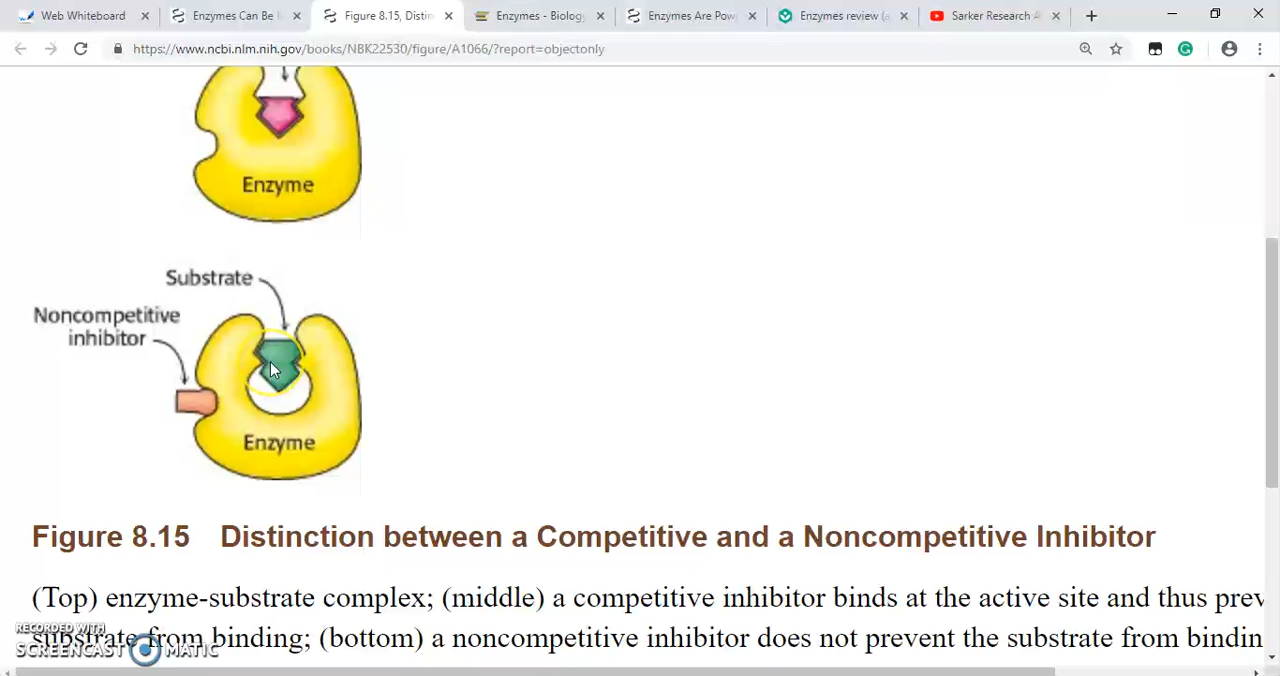 Web Whiteboard
Enzymes Can Be I
Figure 8.15, Distin
Enzymes - Biology
Enzymes Are Pow
Enzymes review (a
Sarker Research A
https://www.ncbi.nlm.nih.gov/books/NBK22530/figure/A1066/?report=objectonly
Enzyme
Substrate
Noncompetitive
inhibitor
Enzyme
Figure 8.15 Distinction between a Competitive and a Noncompetitive Inhibitor
(Top) enzyme-substrate complex; (middle) a competitive inhibitor binds at the active site and thus prev
substrate from binding; (bottom) a noncompetitive inhibitor does not prevent the substrate from bindin
RECORDED WITH
SCREENCAST MATIC